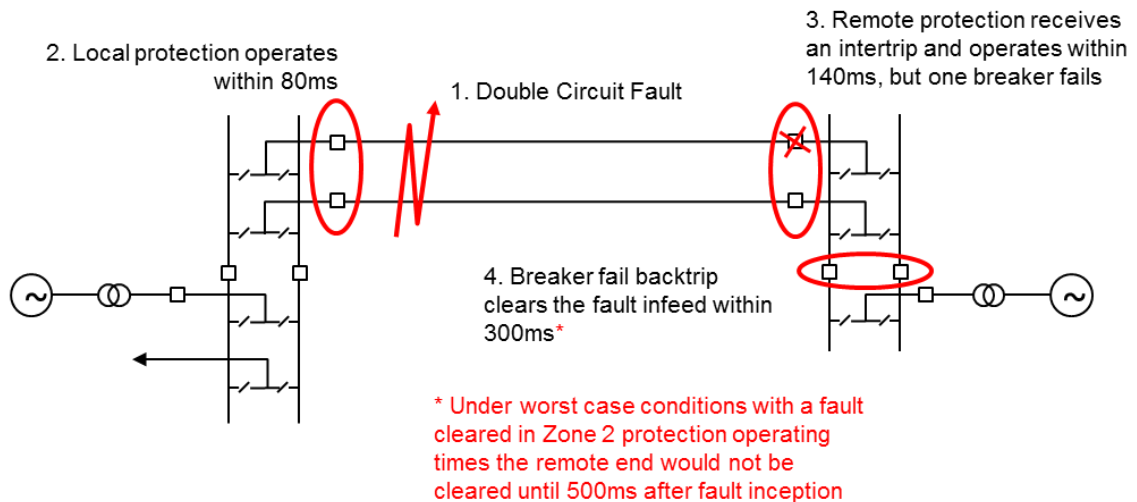 2. Local protection operates
within 80ms
1. Double Circuit Fault
3. Remote protection receives
an intertrip and operates within
140ms, but one breaker fails
4. Breaker fail backtrip
clears the fault infeed within
300ms*
* Under worst case conditions with a fault
cleared in Zone 2 protection operating
times the remote end would not be
cleared until 500ms after fault inception